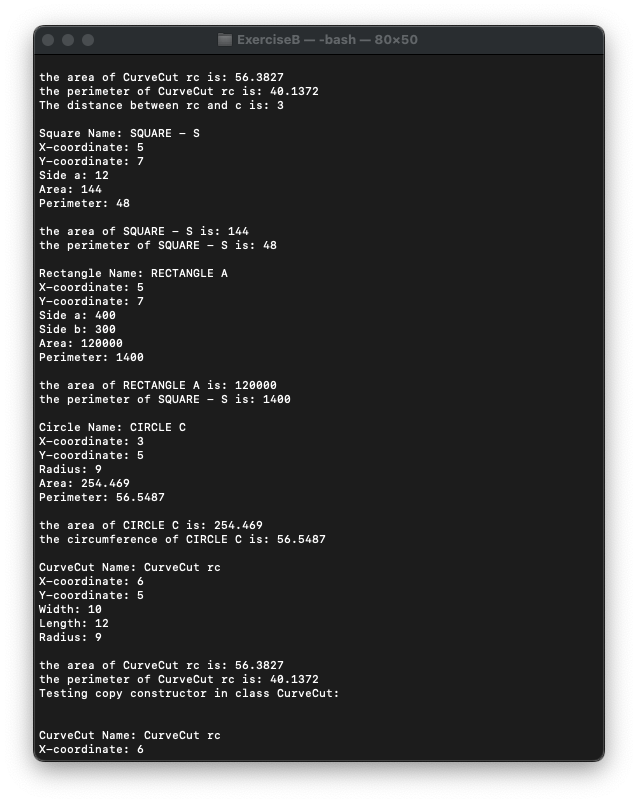 ExerciseB — -bash — 80×50
the area of CurveCut rc is: 56.3827
the perimeter of CurveCut rc is: 40.1372
The distance between rc and c is: 3
Square Name: SQUARE - S
X-coordinate: 5
Y-coordinate: 7
Side a: 12
Area: 144
Perimeter: 48
the area of SQUARE - S is: 144
the perimeter of SQUARE - S is: 48
Rectangle Name: RECTANGLE A
X-coordinate: 5
Y-coordinate: 7
Side a: 400
Side b: 300
Area: 120000
Perimeter: 1400
the area of RECTANGLE A is: 120000
the perimeter of SQUARE - S is: 1400
Circle Name: CIRCLE C
X-coordinate: 3
Y-coordinate: 5
Radius: 9
Area: 254.469
Perimeter: 56.5487
the area of CIRCLE C is: 254.469
the circumference of CIRCLE C is: 56.5487
CurveCut Name: CurveCut rc
X-coordinate: 6
Y-coordinate: 5
Width: 10
Length: 12
Radius: 9
the area of CurveCut rc is: 56.3827
the perimeter of CurveCut rc is: 40.1372
Testing copy constructor in class CurveCut:
CurveCut Name: CurveCut rc
X-coordinate: 6